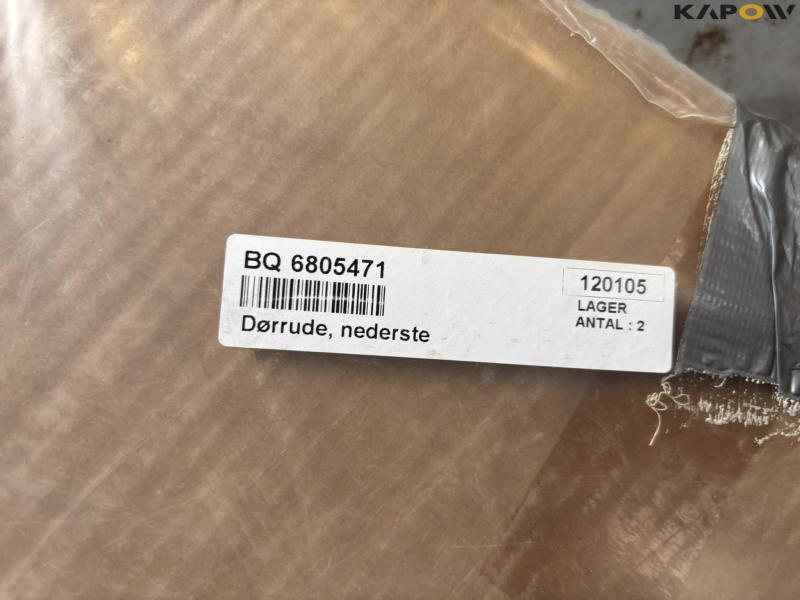 KAPOW
BQ 6805471
120105
LAGER
Dørrude, nederste
ANTAL : 2